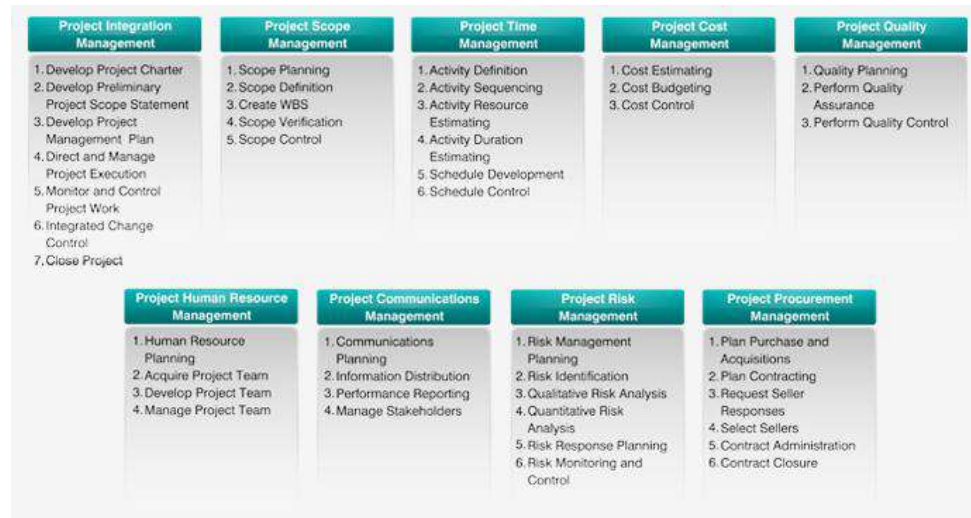 Project Integration
Management
1. Develop Project Charter
2. Develop Preliminary
Project Scope Statement
3. Develop Project
Management Plan
4. Direct and Manage
Project Execution
5. Monitor and Control
Project Work
6. Integrated Change
Control
7. Close Project
Project Scope
Management
1. Scope Planning
2. Scope Definition
3. Create WBS
4. Scope Verification
5. Scope Control
Project Time
Management
1. Activity Definition
2. Activity Sequencing
3. Activity Resource
Estimating
4. Activity Duration
Estimating
5. Schedule Development
6. Schedule Control
Project Cost
Management
1. Cost Estimating
2. Cost Budgeting
3. Cost Control
Project Quality
Management
1. Quality Planning
2. Perform Quality
Assurance
3. Perform Quality Control
Project Human Resource
Management
1. Human Resource
Planning
2. Acquire Project Team
3. Develop Project Team
4. Manage Project Team
Project Communications
Management
1. Communications
Planning
2. Information Distribution
3. Performance Reporting
4. Manage Stakeholders
Project Risk
Management
1. Risk Management
Planning
2. Risk Identification
3. Qualitative Risk Analysis
4. Quantitative Risk
Analysis
5. Risk Response Planning
6. Risk Monitoring and
Control
Project Procurement
Management
1. Plan Purchase and
Acquisitions
2. Plan Contracting
3. Request Seller
Responses
4. Select Sellers
5. Contract Administration
6. Contract Closure